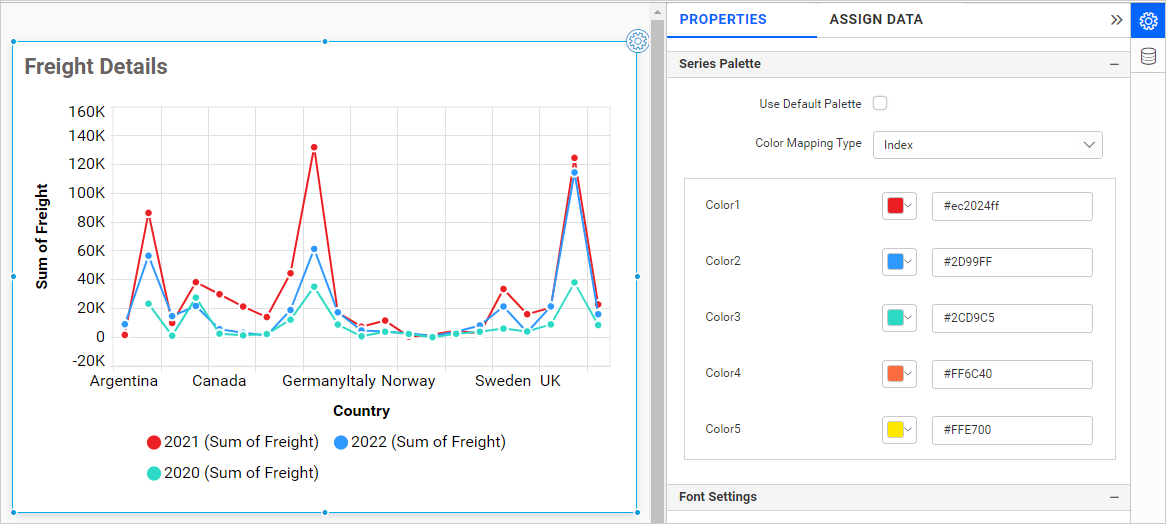 Freight Details
160K
140K
120K
100K
80K
60K
40K
20K
0
-20K
Sum of Freight
Argentina Canada Germany Italy Norway Sweden UK
Country
2021 (Sum of Freight) 2022 (Sum of Freight)
2020 (Sum of Freight)
PROPERTIES ASSIGN DATA
Series Palette
Use Default Palette
Color Mapping Type Index
Color1 #ec2024ff
Color2 #2D99FF
Color3 #2CD9C5
Color4 #FF6C40
Color5 #FFE700
Font Settings